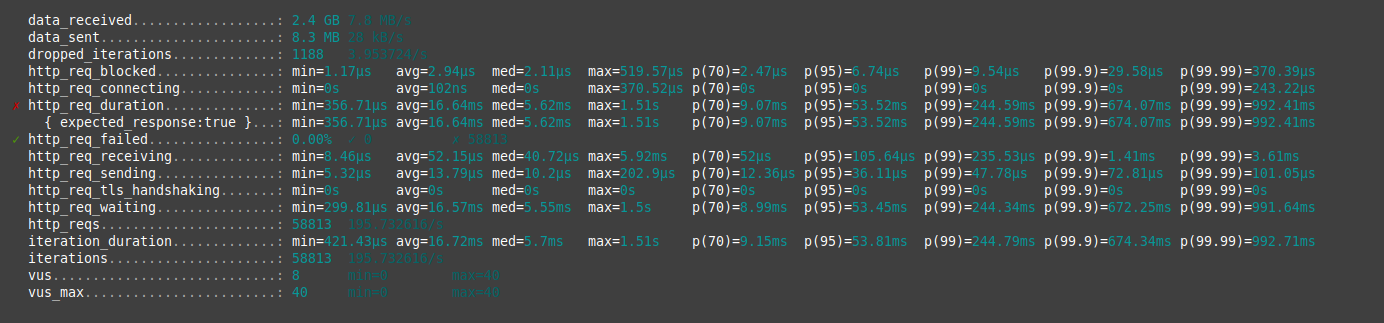 data_received..................: 2.4 GB 7.8 MB/s
data_sent......................: 8.3 MB 28 kB/s
dropped_iterations.............: 1188 3.953724/s
http_req_blocked...............: min=1.17µs avg=2.94µs med=2.11µs max=519.57µs p(70)=2.47µs p(95)=6.74µs p(99)=9.54µs p(99.9)=29.58µs p(99.99)=370.39µs
http_req_connecting............: min=0s avg=102ns med=0s max=370.52µs p(70)=0s p(95)=0s p(99)=0s p(99.9)=0s p(99.99)=243.22µs
✗ http_req_duration..............: min=356.71µs avg=16.64ms med=5.62ms max=1.51s p(70)=9.07ms p(95)=53.52ms p(99)=244.59ms p(99.9)=674.07ms p(99.99)=992.41ms
{ expected_response:true }...: min=356.71µs avg=16.64ms med=5.62ms max=1.51s p(70)=9.07ms p(95)=53.52ms p(99)=244.59ms p(99.9)=674.07ms p(99.99)=992.41ms
✓ http_req_failed................: 0.00% ✓ 0 ✗ 58813
http_req_receiving.............: min=8.46µs avg=52.15µs med=40.72µs max=5.92ms p(70)=52µs p(95)=105.64µs p(99)=235.53µs p(99.9)=1.41ms p(99.99)=3.61ms
http_req_sending...............: min=5.32µs avg=13.79µs med=10.2µs max=202.9µs p(70)=12.36µs p(95)=36.11µs p(99)=47.78µs p(99.9)=72.81µs p(99.99)=101.05µs
http_req_tls_handshaking.......: min=0s avg=0s med=0s max=0s p(70)=0s p(95)=0s p(99)=0s p(99.9)=0s p(99.99)=0s
http_req_waiting...............: min=299.81µs avg=16.57ms med=5.55ms max=1.5s p(70)=8.99ms p(95)=53.45ms p(99)=244.34ms p(99.9)=672.25ms p(99.99)=991.64ms
http_reqs......................: 58813 195.732616/s
iteration_duration.............: min=421.43µs avg=16.72ms med=5.7ms max=1.51s p(70)=9.15ms p(95)=53.81ms p(99)=244.79ms p(99.9)=674.34ms p(99.99)=992.71ms
iterations.....................: 58813 195.732616/s
vus............................: 8 min=0 max=40
vus_max........................: 40 min=0 max=40